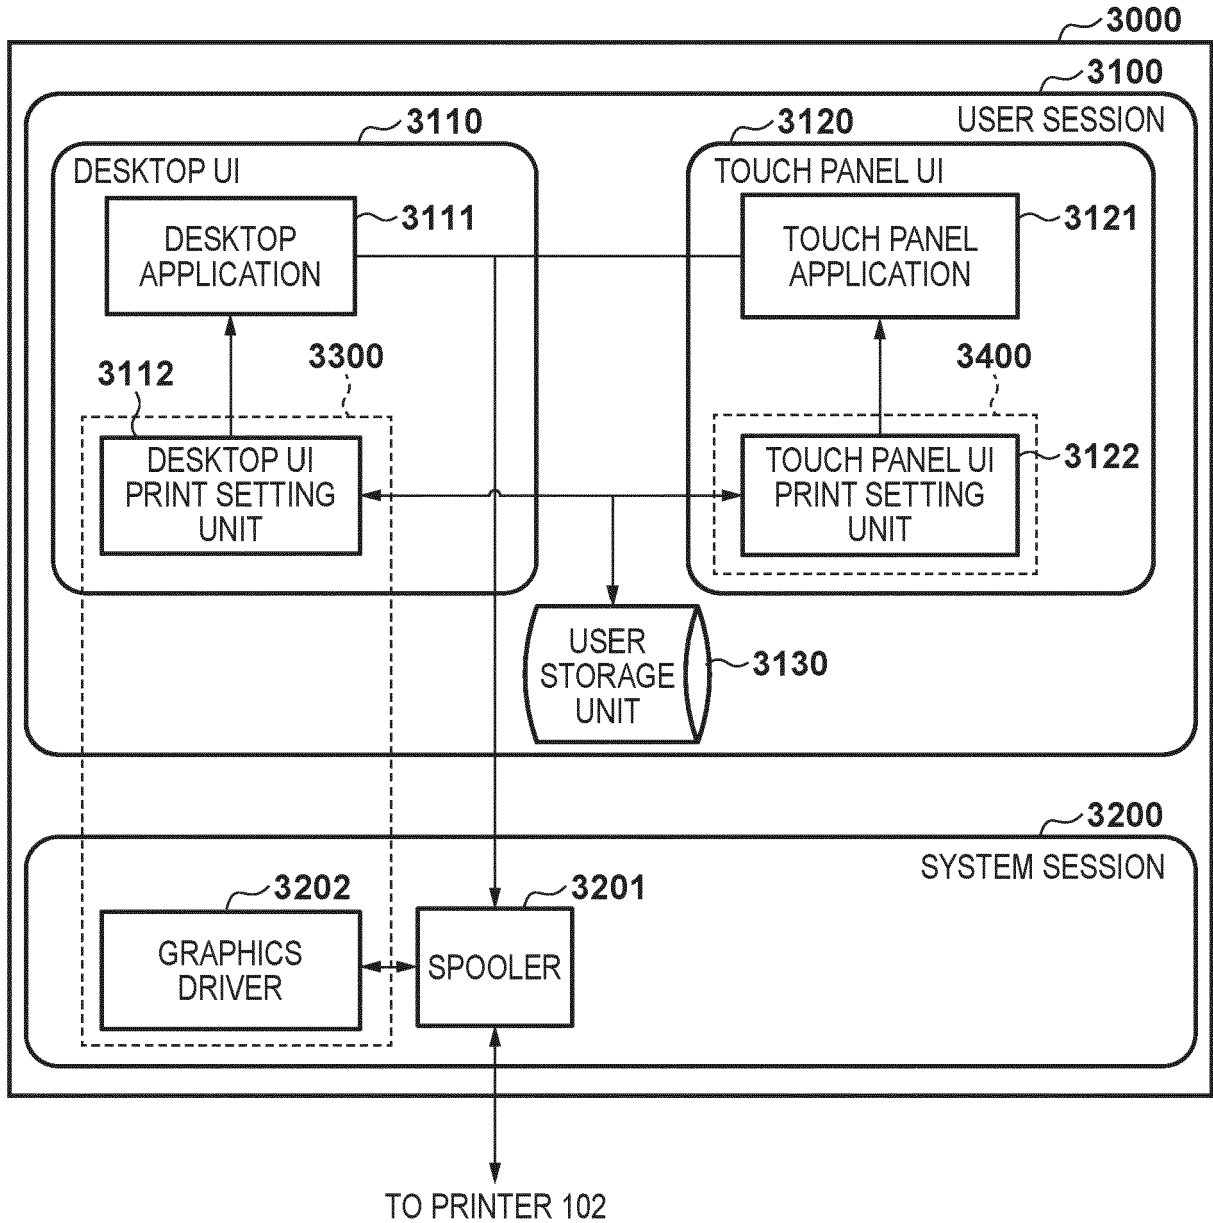 3000
3100
USER SESSION
3110
DESKTOP UI
3120
TOUCH PANEL UI
3111
DESKTOP
APPLICATION
3121
TOUCH PANEL
APPLICATION
3300
3112
DESKTOP UI
PRINT SETTING
UNIT
3400
3122
TOUCH PANEL UI
PRINT SETTING
UNIT
USER
STORAGE
UNIT
3130
3200
SYSTEM SESSION
3202
GRAPHICS
DRIVER
3201
SPOOLER
TO PRINTER 102